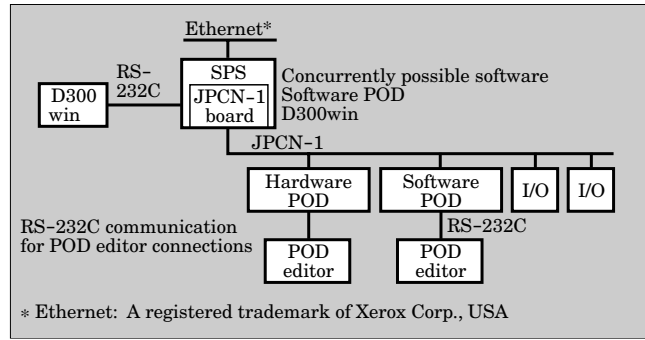 Ethernet*
SPS
JPCN-1
board
RS-
232C
D300
win
Concurrently possible software
Software POD
D300win
JPCN-1
Hardware
POD
Software
POD
I/O
I/O
RS-232C communication
for POD editor connections
RS-232C
POD
editor
POD
editor
* Ethernet: A registered trademark of Xerox Corp., USA